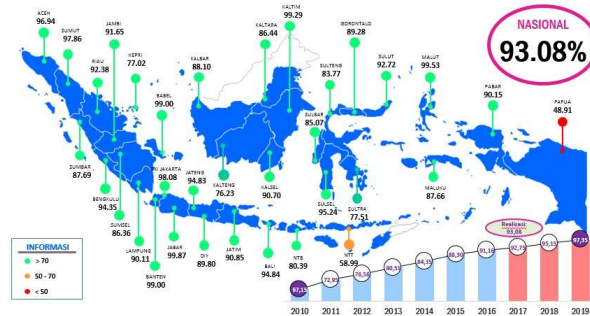 NASIONAL
93.08%
ACEH
96.94
SUMUT
97.86
RIAU
92.38
JAMBI
91.65
KEPRI
77.02
BABEL
99.00
KALBAR
88.10
KALTARA
86.44
KALTIM
99.29
GORONTALO
89.28
SULTENG
83.77
SULUT
92.72
MALUT
99.53
PABAR
90.15
PAPUA
48.91
SULBAR
85.07
SUMBAR
87.69
BENGKULU
94.35
SUMSEL
86.36
LAMPUNG
90.11
BANTEN
99.00
DKI JAKARTA
98.08
JABAR
99.87
JATENG
94.83
DIY
89.80
JATIM
90.85
KALTENG
76.23
KALSEL
90.70
BALI
94.84
NTB
80.39
SULSEL
95.24
SULTRA
77.51
NTT
58.99
MALUKU
87.66
INFORMASI
> 70
50 - 70
< 50
Realisasi:
93,08
67,15
72,95
76,56
80,51
84,35
88,30
91,16
92,75
95,15
97,35
2010 2011 2012 2013 2014 2015 2016 2017 2018 2019